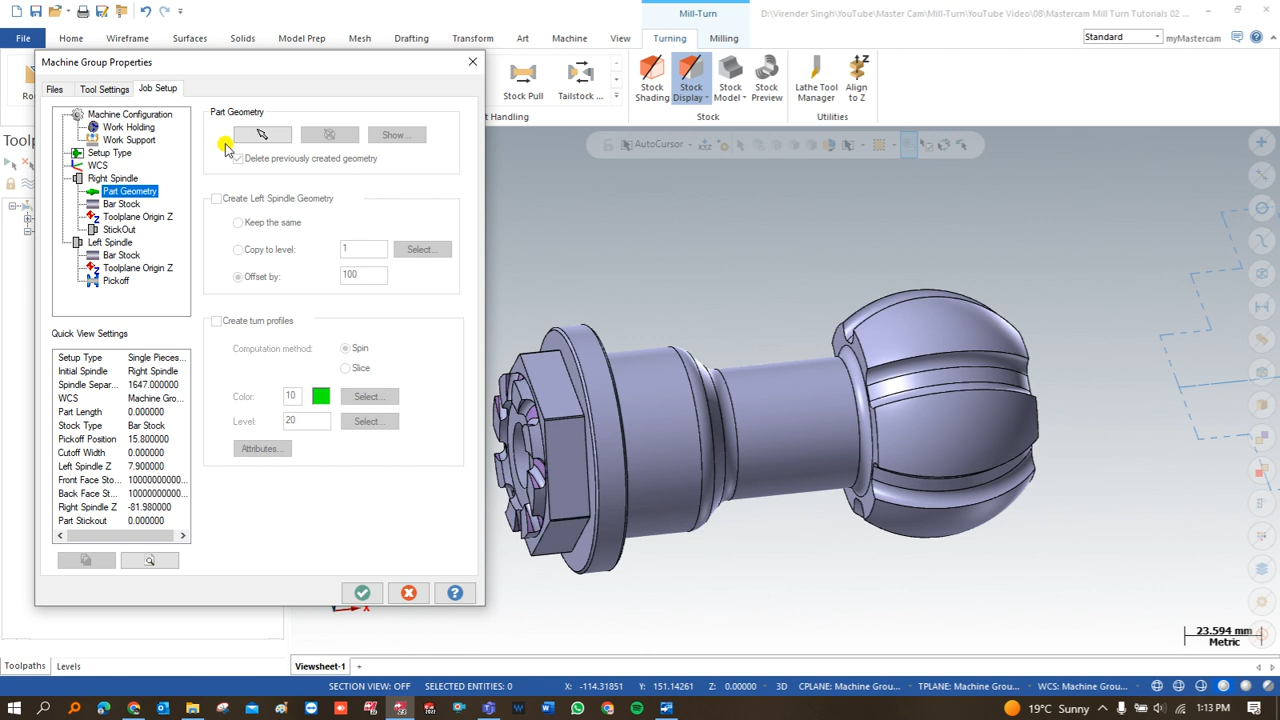 Mill-Turn
D:\Virender Singh\YouTube\Master Cam\Mill-Turn\YouTube Video\08\Mastercam Mill Turn Tutorials 02 ...
File
Home
Wireframe
Surfaces
Solids
Model Prep
Mesh
Drafting
Transform
Art
Machine
View
Turning
Milling
Standard
myMastercam
Machine Group Properties
Files
Tool Settings
Job Setup
Stock Pull
Tailstock ...
Stock Shading
Stock Display
Stock Model
Stock Preview
Lathe Tool Manager
Align to Z
Handling
Stock
Utilities
AutoCursor
Toolp
Machine Configuration
Work Holding
Work Support
Setup Type
WCS
Right Spindle
Part Geometry
Bar Stock
Toolplane Origin Z
StickOut
Left Spindle
Bar Stock
Toolplane Origin Z
Pickoff
Part Geometry
Show...
Delete previously created geometry
Create Left Spindle Geometry
Keep the same
Copy to level:
1
Select...
Offset by:
100
Create turn profiles
Computation method:
Spin
Slice
Color:
10
Select...
Level:
20
Select...
Attributes...
Quick View Settings
Setup Type Single Pieces...
Initial Spindle Right Spindle
Spindle Separ... 1647.000000
WCS Machine Gro...
Part Length 0.000000
Stock Type Bar Stock
Pickoff Position 15.800000
Cutoff Width 0.000000
Left Spindle Z 7.900000
Front Face Sto... 10000000000...
Back Face St... 10000000000...
Right Spindle Z -81.980000
Part Stickout 0.000000
X
23.594 mm
Metric
Toolpaths
Levels
Viewsheet-1
+
SECTION VIEW: OFF
SELECTED ENTITIES: 0
X: -114.31851
Y: 151.14261
Z: 0.00000
3D
CPLANE: Machine Grou...
TPLANE: Machine Grou...
WCS: Machine Grou...
19°C Sunny
1:13 PM